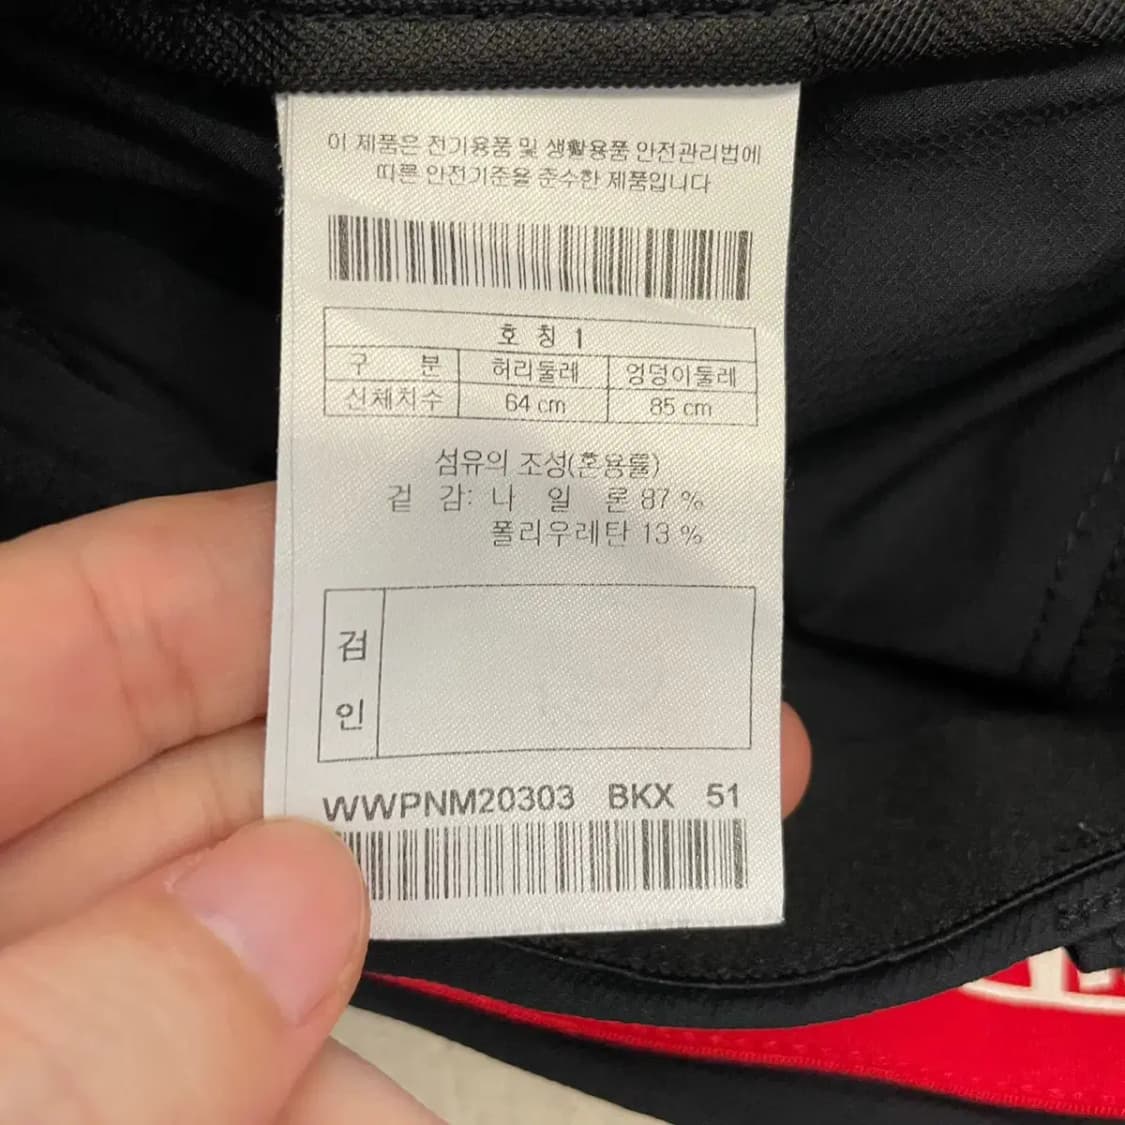 이 제품은 전기용품 및 생활용품 안전관리법에
따른 안전기준을 준수한 제품입니다
호 칭 1
구 분 허리둘레 엉덩이둘레
신체치수 64 cm 85 cm
섬유의 조성(혼용률)
겉 감: 나 일 론 87 %
폴리우레탄 13 %
검
인
WWPNM20303 BKX 51